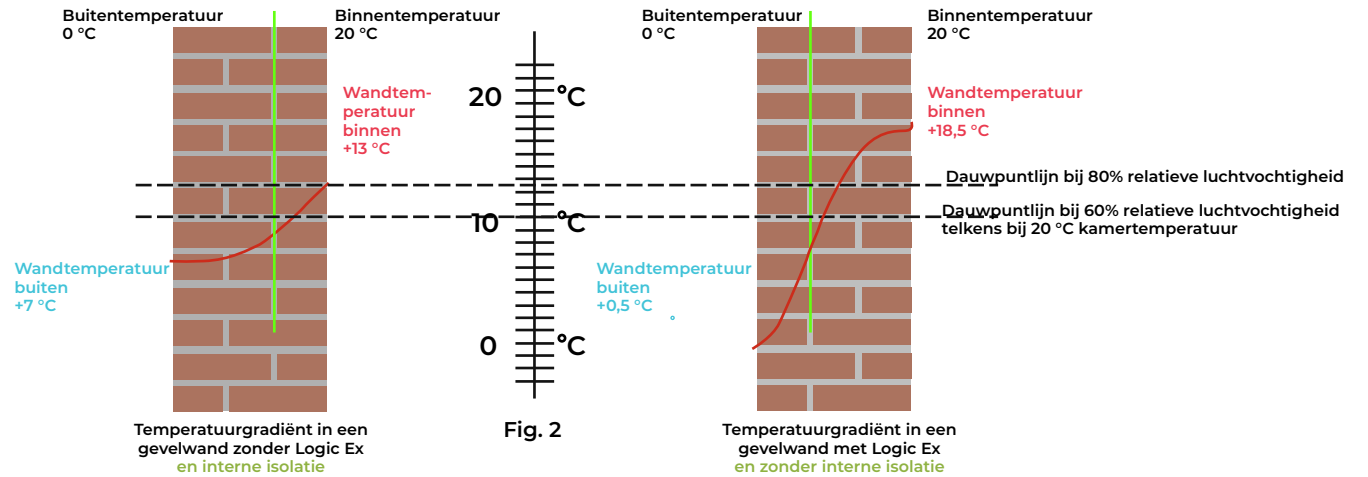 Buitentemperatuur
0 °C
Binnentemperatuur
20 °C
Wandtem-
peratuur
binnen
+13 °C
Wandtemperatuur
buiten
+7 °C
Temperatuurgradiënt in een
gevelwand zonder Logic Ex
en interne isolatie
20 °C
10 °C
0 °C
Fig. 2
Buitentemperatuur
0 °C
Binnentemperatuur
20 °C
Wandtemperatuur
binnen
+18,5 °C
Dauwpuntlijn bij 80% relatieve luchtvochtigheid
Dauwpuntlijn bij 60% relatieve luchtvochtigheid
telkens bij 20 °C kamertemperatuur
Wandtemperatuur
buiten
+0,5 °C
°
Temperatuurgradiënt in een
gevelwand met Logic Ex
en zonder interne isolatie